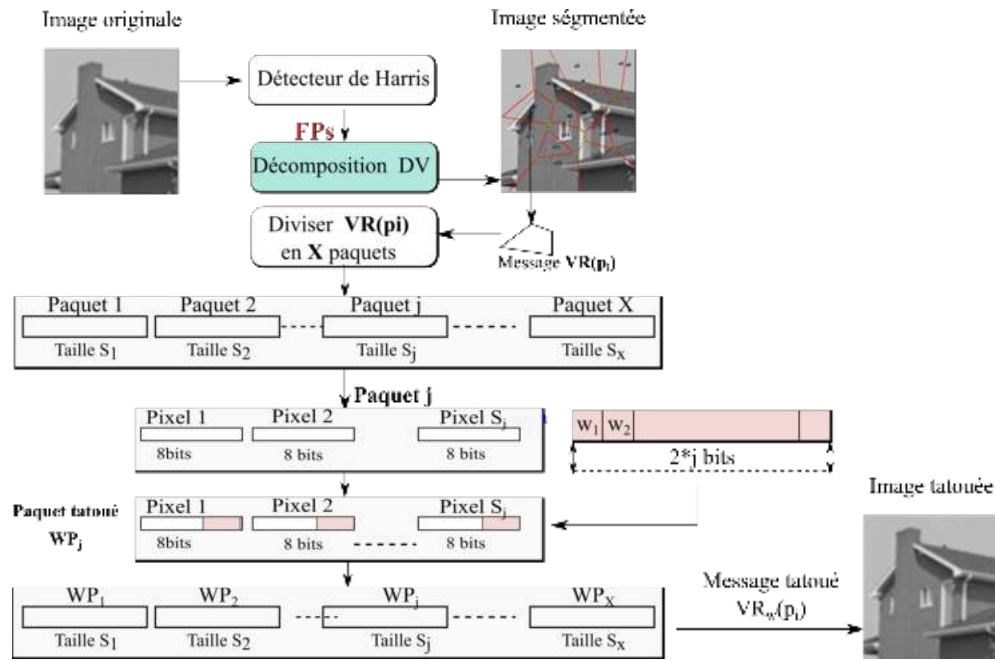 Image originale
Image ségmentée
Détecteur de Harris
FPs
Décomposition DV
Diviser VR(pi)
en X paquets
Message VR(pᵢ)
Paquet 1 Paquet 2 Paquet j Paquet X
Taille S₁ Taille S₂ Taille Sⱼ Taille Sₓ
Paquet j
Pixel 1 Pixel 2 Pixel Sⱼ
8bits 8 bits 8 bits
w₁ w₂
2*j bits
Image tatouée
Paquet tatoué
WPⱼ
Pixel 1 Pixel 2 Pixel Sⱼ
8bits 8 bits 8 bits
WP₁ WP₂ WPⱼ WPₓ
Taille S₁ Taille S₂ Taille Sⱼ Taille Sₓ
Message tatoué
VR_w(pᵢ)